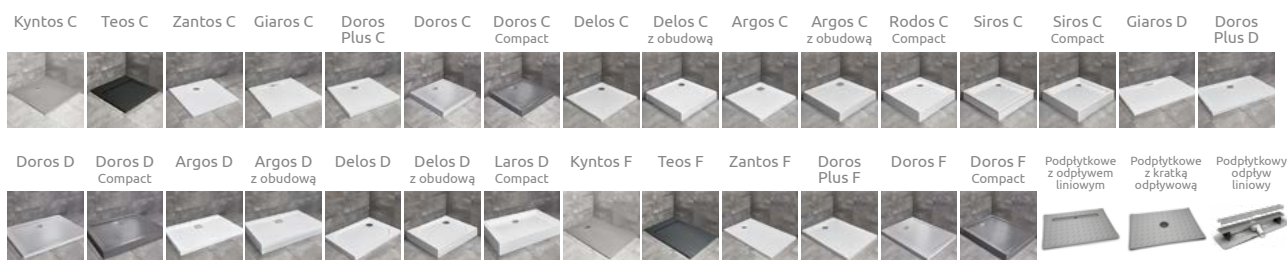 Kyntos C
Teos C
Zantos C
Giaros C
Doros
Plus C
Doros C
Doros C
Compact
Delos C
Delos C
z obudową
Argos C
Argos C
z obudową
Rodos C
Compact
Siros C
Siros C
Compact
Giaros D
Doros
Plus D
Doros D
Doros D
Compact
Argos D
Argos D
z obudową
Delos D
Delos D
z obudową
Laros D
Compact
Kyntos F
Teos F
Zantos F
Doros
Plus F
Doros F
Doros F
Compact
Podpłytkowe
z odpływem
liniowym
Podpłytkowe
z kratką
odpływową
Podpłytkowy
odpływ
liniowy